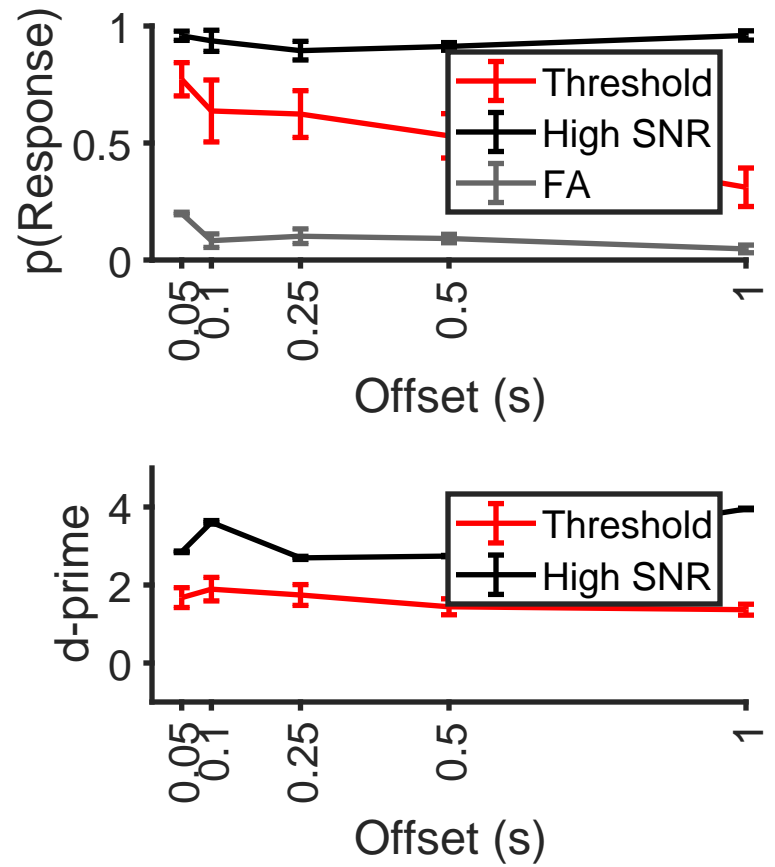 1
0.5
0
p(Response)
Threshold
High SNR
FA
0.05
0.1
0.25
0.5
1
Offset (s)
4
2
0
d-prime
Threshold
High SNR
0.05
0.1
0.25
0.5
1
Offset (s)